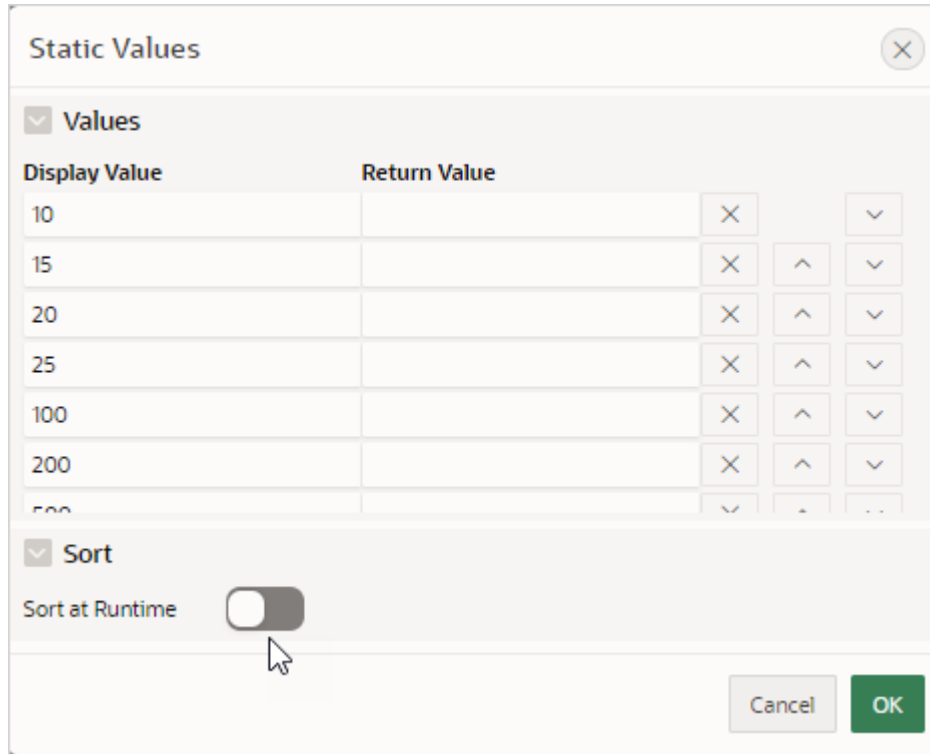 Static Values
Values
Display Value Return Value
10
15
20
25
100
200
Sort
Sort at Runtime
Cancel OK